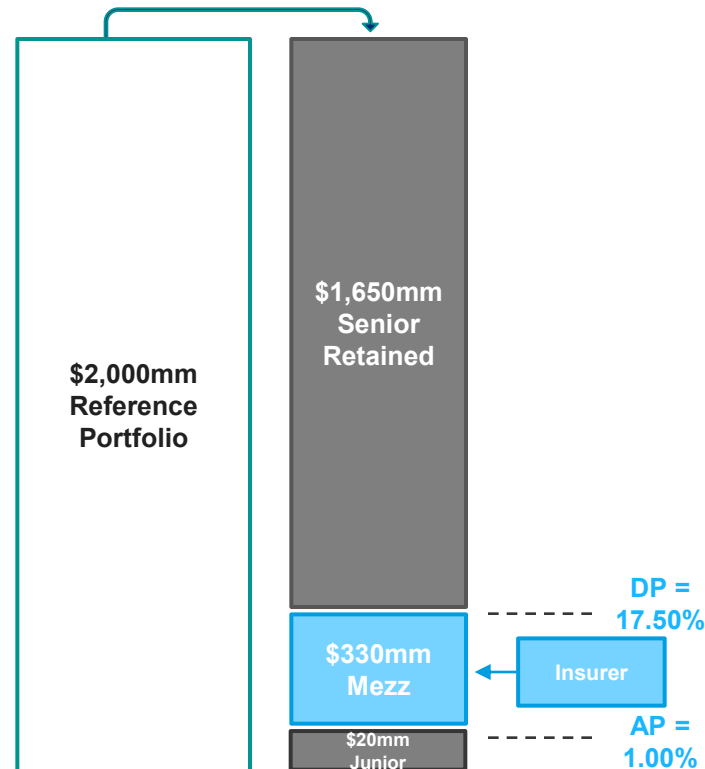 $2,000mm
Reference
Portfolio
$1,650mm
Senior
Retained
$330mm
Mezz
$20mm
Junior
Insurer
DP =
17.50%
AP =
1.00%